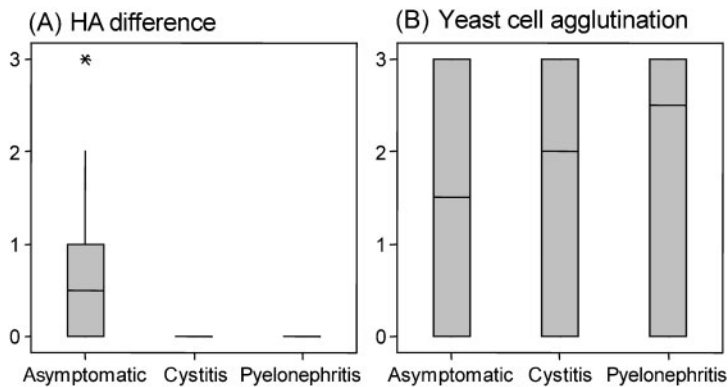 (A) HA difference
3
2
1
0
Asymptomatic Cystitis Pyelonephritis
(B) Yeast cell agglutination
3
2
1
0
Asymptomatic Cystitis Pyelonephritis